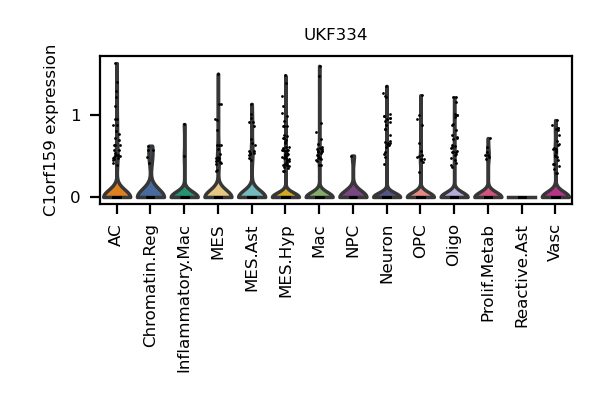 UKF334
C1orf159 expression
1
0
AC
Chromatin.Reg
Inflammatory.Mac
MES
MES.Ast
MES.Hyp
Mac
NPC
Neuron
OPC
Oligo
Prolif.Metab
Reactive.Ast
Vasc